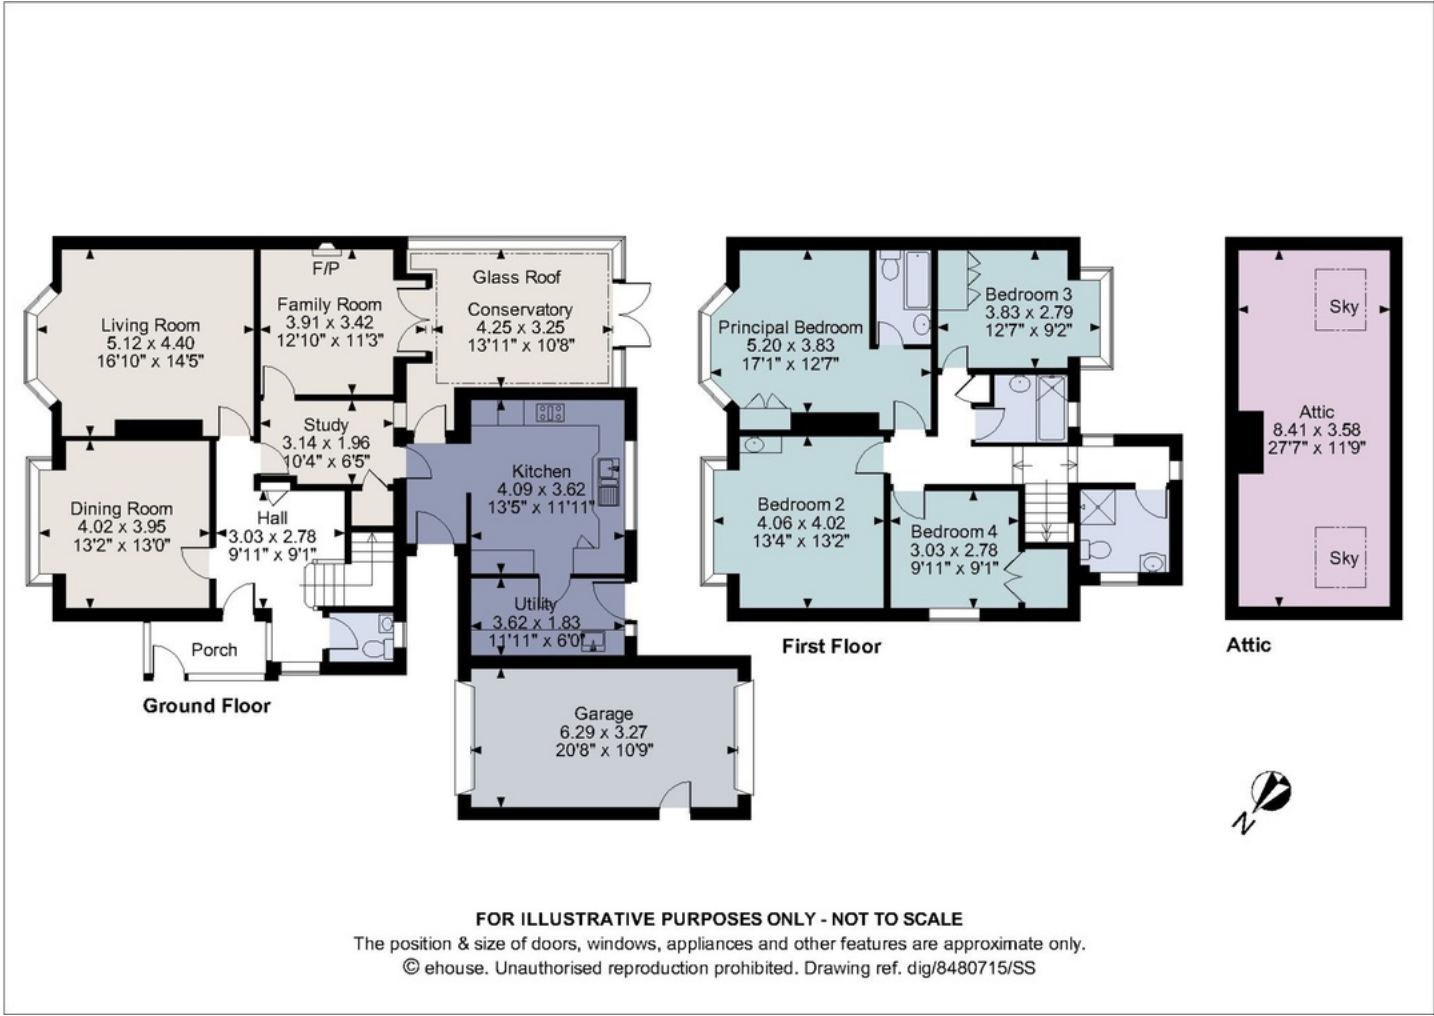 Living Room
5.12 x 4.40
16'10" x 14'5"
F/P
Family Room
3.91 x 3.42
12'10" x 11'3"
Glass Roof
Conservatory
4.25 x 3.25
13'11" x 10'8"
Study
3.14 x 1.96
10'4" x 6'5"
Dining Room
4.02 x 3.95
13'2" x 13'0"
Hall
3.03 x 2.78
9'11" x 9'1"
Kitchen
4.09 x 3.62
13'5" x 11'11"
Utility
3.62 x 1.83
11'11" x 6'0"
Porch
Ground Floor
Garage
6.29 x 3.27
20'8" x 10'9"
Principal Bedroom
5.20 x 3.83
17'1" x 12'7"
Bedroom 3
3.83 x 2.79
12'7" x 9'2"
Bedroom 2
4.06 x 4.02
13'4" x 13'2"
Bedroom 4
3.03 x 2.78
9'11" x 9'1"
First Floor
Sky
Attic
8.41 x 3.58
27'7" x 11'9"
Sky
Attic
N
FOR ILLUSTRATIVE PURPOSES ONLY - NOT TO SCALE
The position & size of doors, windows, appliances and other features are approximate only.
© ehouse. Unauthorised reproduction prohibited. Drawing ref. dig/8480715/SS